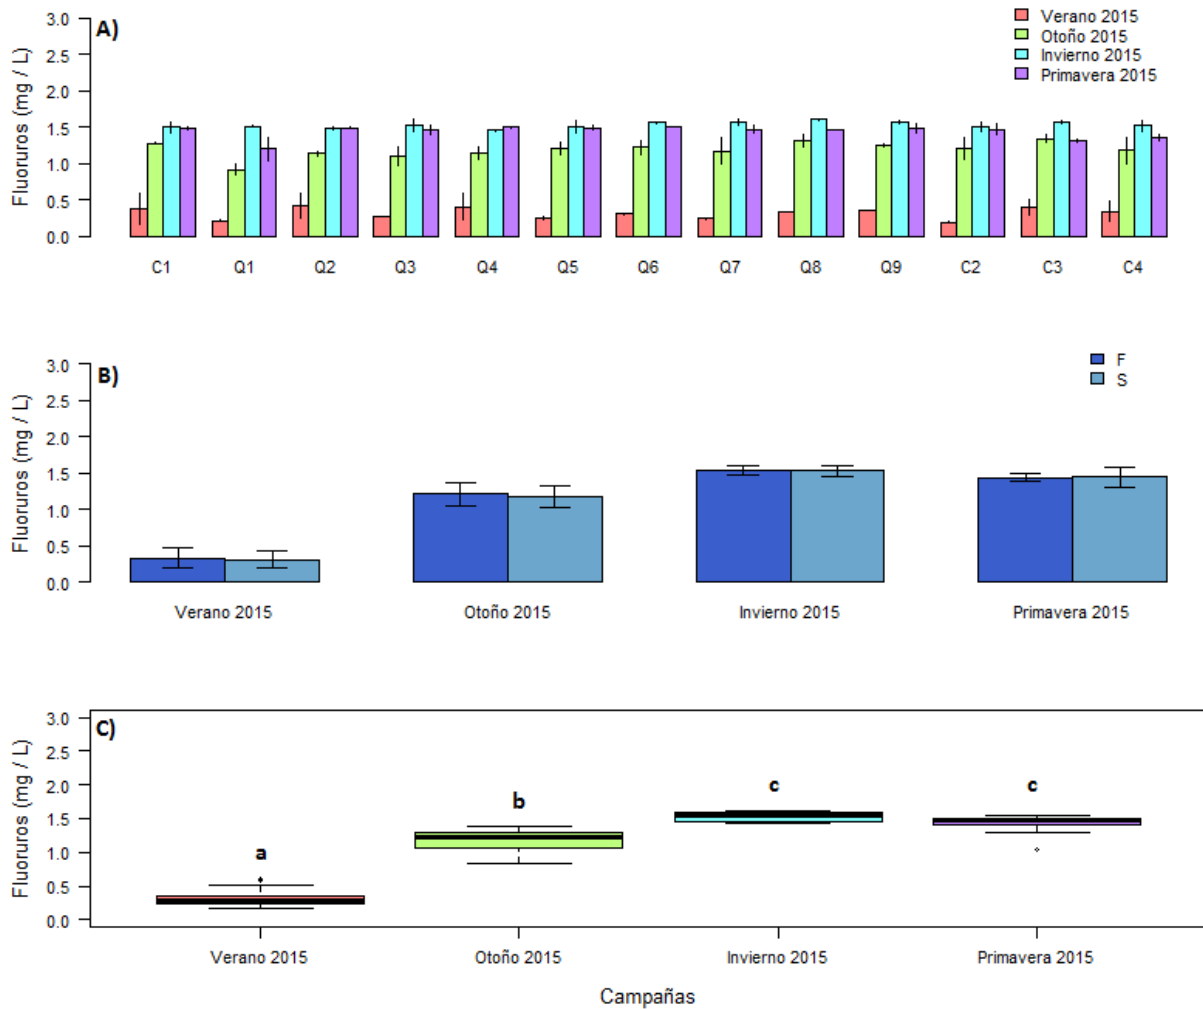 A)
Verano 2015
Otoño 2015
Invierno 2015
Primavera 2015
Fluoruros (mg / L)
3.0
2.5
2.0
1.5
1.0
0.5
0.0
C1 Q1 Q2 Q3 Q4 Q5 Q6 Q7 Q8 Q9 C2 C3 C4
B)
F
S
Fluoruros (mg / L)
3.0
2.5
2.0
1.5
1.0
0.5
0.0
Verano 2015 Otoño 2015 Invierno 2015 Primavera 2015
C)
Fluoruros (mg / L)
3.0
2.5
2.0
1.5
1.0
0.5
0.0
a b c c
Verano 2015 Otoño 2015 Invierno 2015 Primavera 2015
Campañas